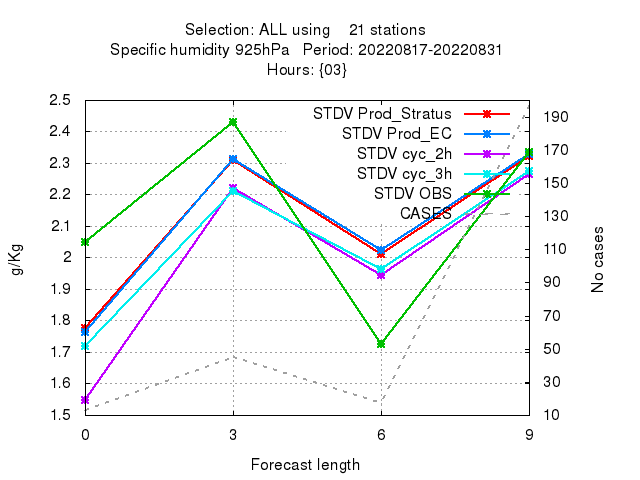 Selection: ALL using    21 stations
Specific humidity 925hPa   Period: 20220817-20220831
Hours: {03}
STDV Prod_Stratus
STDV Prod_EC
STDV cyc_2h
STDV cyc_3h
STDV OBS
CASES
2.5
2.4
2.3
2.2
2.1
2
1.9
1.8
1.7
1.6
1.5
g/Kg
190
170
150
130
110
90
70
50
30
10
No cases
0
3
6
9
Forecast length